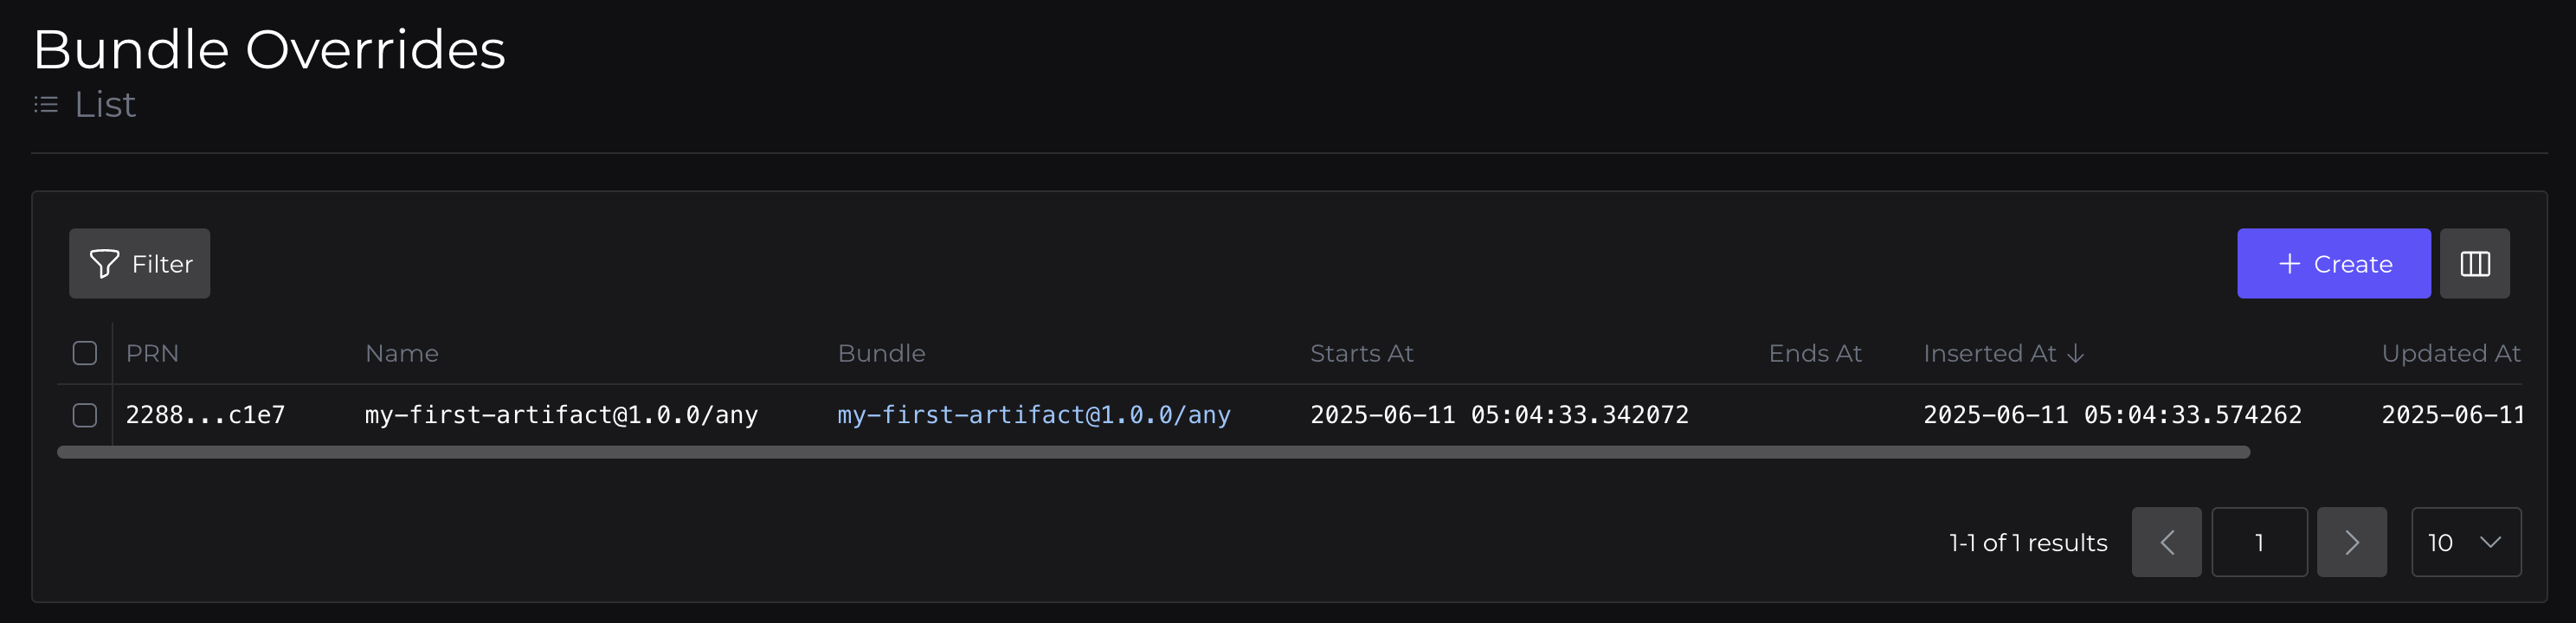 Bundle Overrides
List
Filter
Create
PRN Name Bundle Starts At Ends At Inserted At Updated At
2288...c1e7 my-first-artifact@1.0.0/any my-first-artifact@1.0.0/any 2025-06-11 05:04:33.342072 2025-06-11 05:04:33.574262 2025-06-11
1-1 of 1 results 1 10